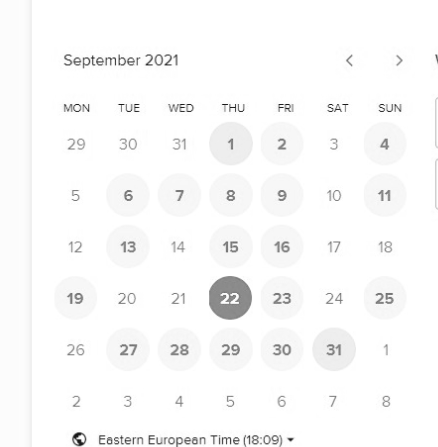 September 2021
MON TUE WED THU FRI SAT SUN
29 30 31 1 2 3 4
5 6 7 8 9 10 11
12 13 14 15 16 17 18
19 20 21 22 23 24 25
26 27 28 29 30 31 1
2 3 4 5 6 7 8
Eastern European Time (18:09)